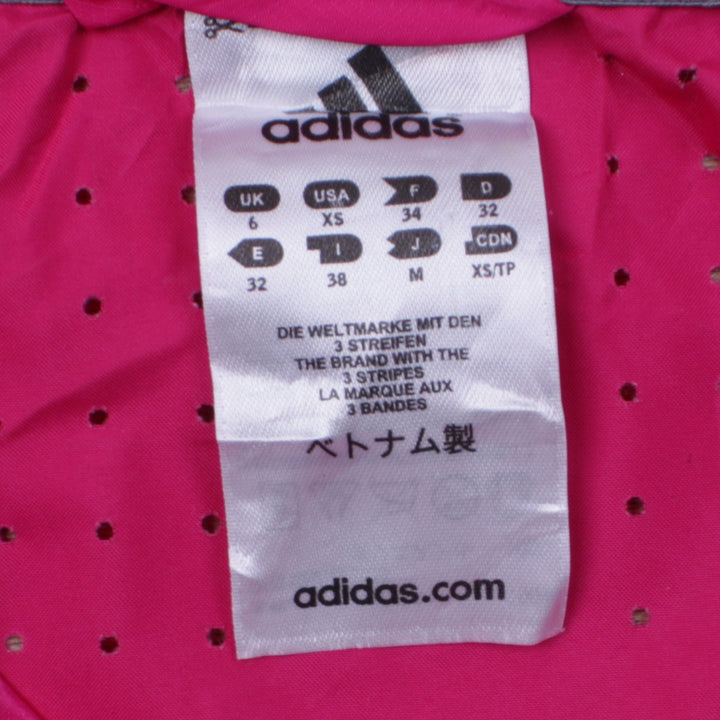 adidas
UK USA F D
6 XS 34 32
E I J CDN
32 38 M XS/TP
DIE WELTMARKE MIT DEN
3 STREIFEN
THE BRAND WITH THE
3 STRIPES
LA MARQUE AUX
3 BANDES
ベトナム製
adidas.com